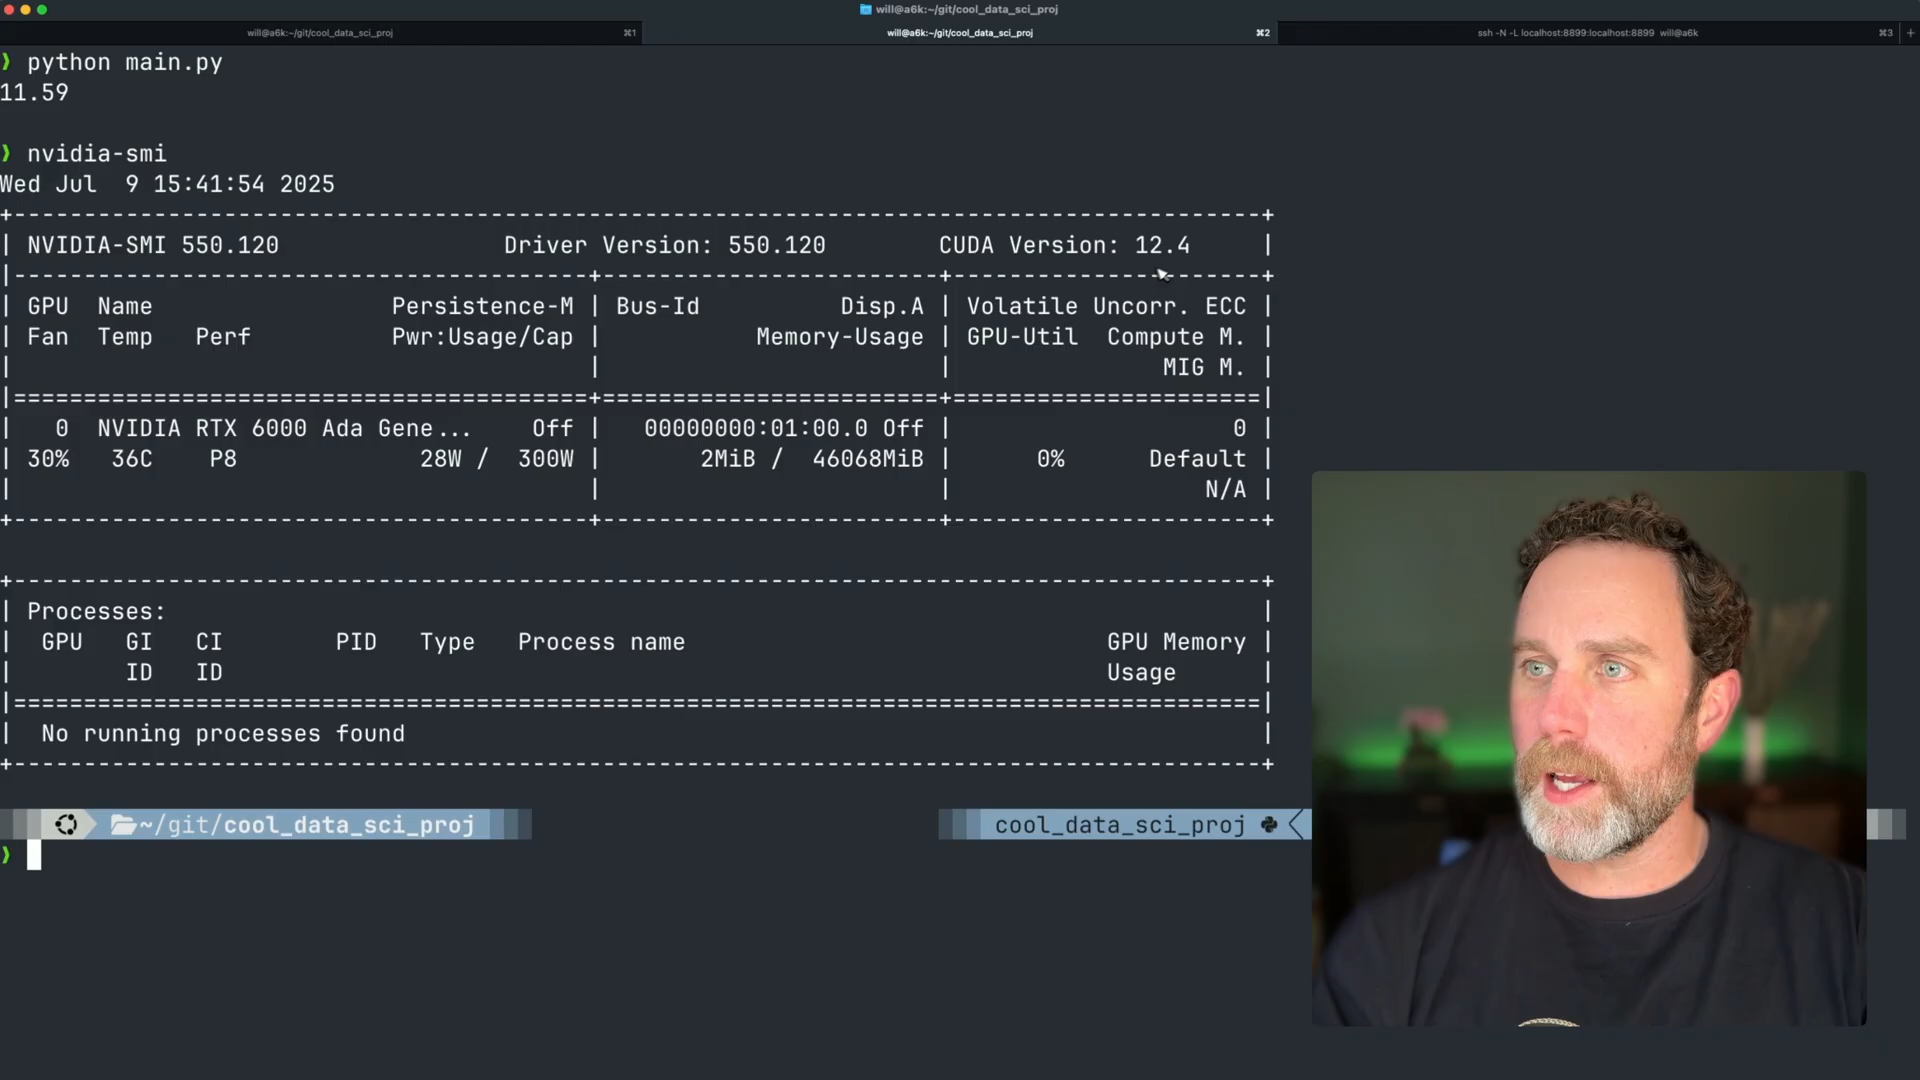 will@a6k:~/git/cool_data_sci_proj
will@a6k:~/git/cool_data_sci_proj ⌘1
will@a6k:~/git/cool_data_sci_proj ⌘2
ssh -N -L localhost:8899:localhost:8899 will@a6k ⌘3 +
❯ python main.py
11.59
❯ nvidia-smi
Wed Jul  9 15:41:54 2025
+-----------------------------------------------------------------------------------------+
| NVIDIA-SMI 550.120                Driver Version: 550.120        CUDA Version: 12.4     |
|-----------------------------------------+------------------------+----------------------+
| GPU  Name                 Persistence-M | Bus-Id          Disp.A | Volatile Uncorr. ECC |
| Fan  Temp   Perf          Pwr:Usage/Cap |           Memory-Usage | GPU-Util  Compute M. |
|                                         |                        |               MIG M. |
|=========================================+========================+======================|
|   0  NVIDIA RTX 6000 Ada Gene...    Off |   00000000:01:00.0 Off |                    0 |
| 30%   36C    P8             28W /  300W |       2MiB /  46068MiB |      0%      Default |
|                                         |                        |                  N/A |
+-----------------------------------------+------------------------+----------------------+
+-----------------------------------------------------------------------------------------+
| Processes:                                                                              |
|  GPU   GI   CI        PID   Type   Process name                              GPU Memory |
|        ID   ID                                                               Usage      |
|=========================================================================================|
|  No running processes found                                                             |
+-----------------------------------------------------------------------------------------+
~/git/cool_data_sci_proj
cool_data_sci_proj
❯